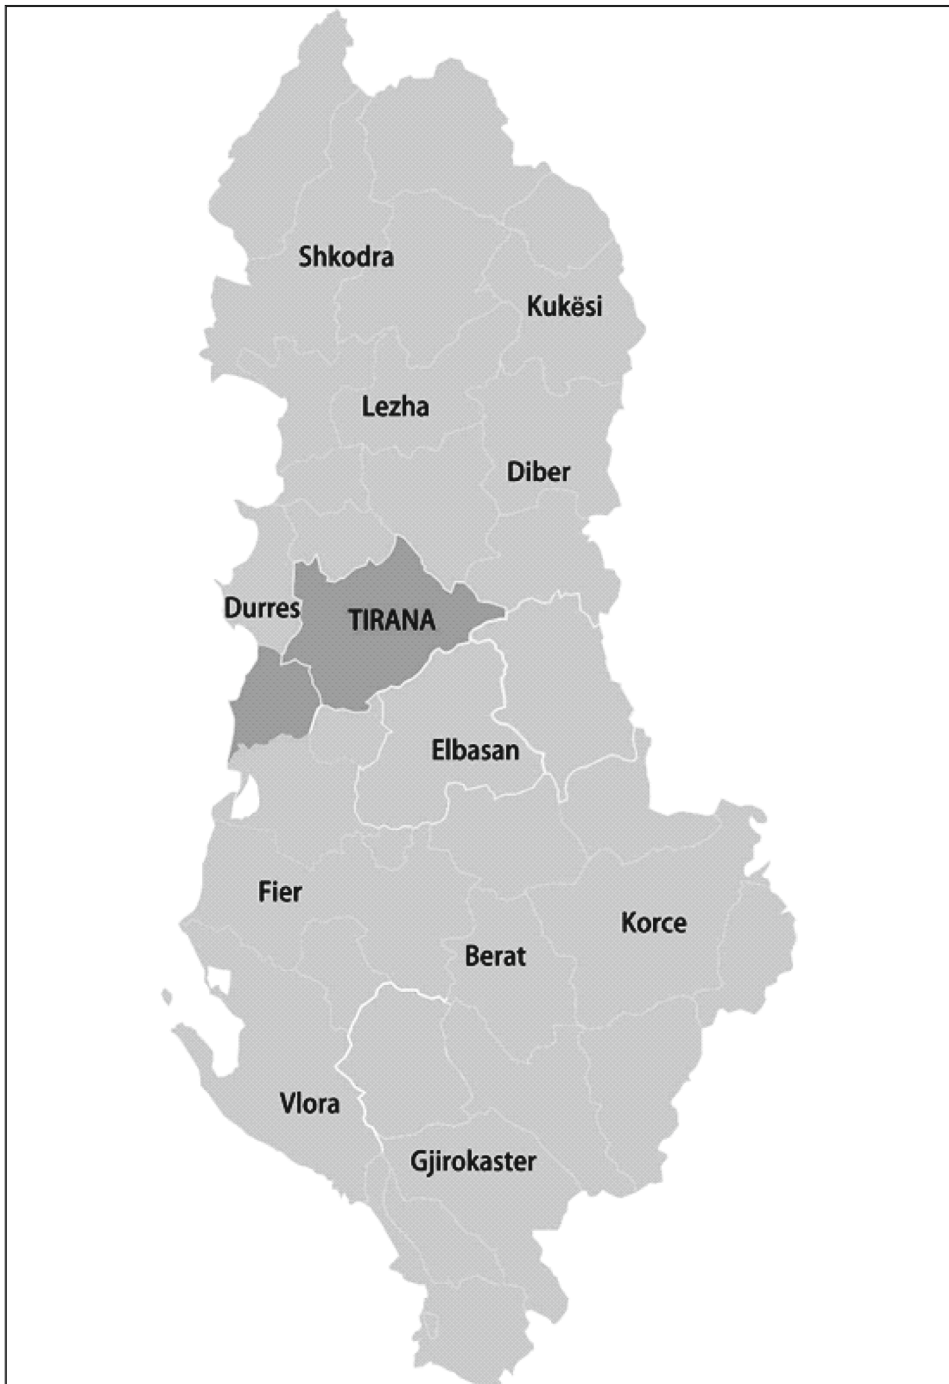 Shkodra
Kukësi
Lezha
Diber
Durres
TIRANA
Elbasan
Fier
Korce
Berat
Vlora
Gjirokaster